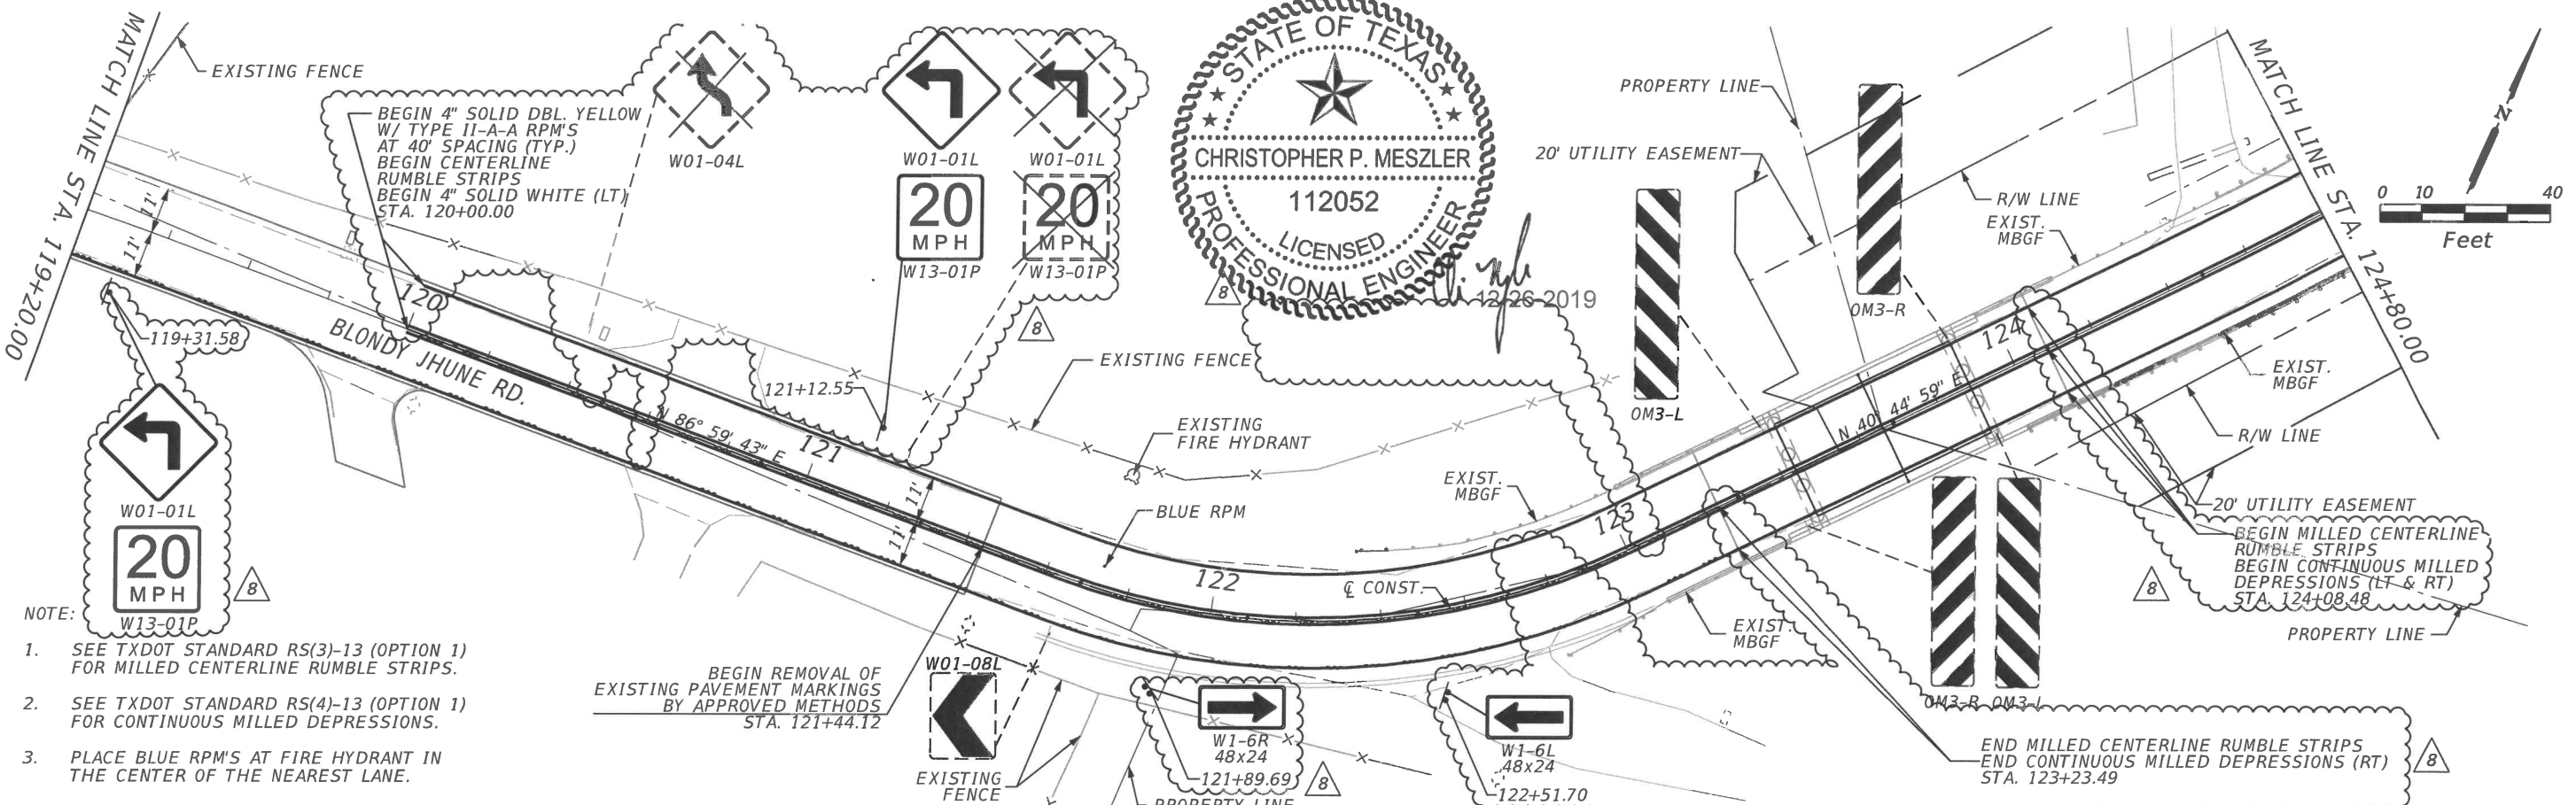 MATCH LINE STA. 119+20.00
EXISTING FENCE
BEGIN 4" SOLID DBL. YELLOW
W/ TYPE II-A-A RPM'S
AT 40' SPACING (TYP.)
BEGIN CENTERLINE
RUMBLE STRIPS
BEGIN 4" SOLID WHITE (LT)
STA. 120+00.00
W01-04L
W01-01L
20
MPH
W13-01P
W01-01L
20
MPH
W13-01P
8
STATE OF TEXAS
CHRISTOPHER P. MESZLER
112052
LICENSED
PROFESSIONAL ENGINEER
12-26-2019
8
PROPERTY LINE
20' UTILITY EASEMENT
OM3-L
OM3-R
R/W LINE
EXIST.
MBGF
MATCH LINE STA. 124+80.00
N
0 10 40
Feet
11'
11'
119+31.58
W01-01L
20
MPH
W13-01P
8
BLONDY JHUNE RD.
120
N 86° 59' 43" E
121
121+12.55
11'
11'
EXISTING FENCE
EXISTING
FIRE HYDRANT
BLUE RPM
122
℄ CONST.
EXIST.
MBGF
123
N 40° 44' 59" E
124
EXIST.
MBGF
R/W LINE
20' UTILITY EASEMENT
BEGIN MILLED CENTERLINE
RUMBLE STRIPS
BEGIN CONTINUOUS MILLED
DEPRESSIONS (LT & RT)
STA. 124+08.48
8
PROPERTY LINE
EXIST.
MBGF
OM3-R OM3-L
END MILLED CENTERLINE RUMBLE STRIPS
END CONTINUOUS MILLED DEPRESSIONS (RT)
STA. 123+23.49
8
BEGIN REMOVAL OF
EXISTING PAVEMENT MARKINGS
BY APPROVED METHODS
STA. 121+44.12
W01-08L
EXISTING
FENCE
PROPERTY LINE
W1-6R
48x24
121+89.69
8
W1-6L
48x24
122+51.70
NOTE:
1. SEE TXDOT STANDARD RS(3)-13 (OPTION 1)
FOR MILLED CENTERLINE RUMBLE STRIPS.
2. SEE TXDOT STANDARD RS(4)-13 (OPTION 1)
FOR CONTINUOUS MILLED DEPRESSIONS.
3. PLACE BLUE RPM'S AT FIRE HYDRANT IN
THE CENTER OF THE NEAREST LANE.